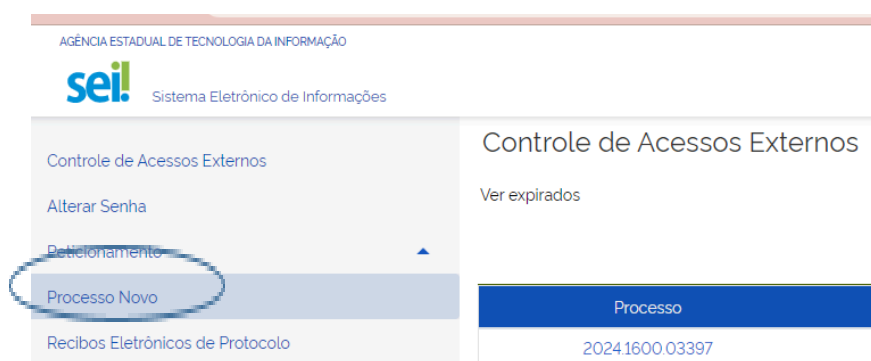 AGÊNCIA ESTADUAL DE TECNOLOGIA DA INFORMAÇÃO
sei!
Sistema Eletrônico de Informações
Controle de Acessos Externos
Alterar Senha
Peticionamento
Processo Novo
Recibos Eletrônicos de Protocolo
Controle de Acessos Externos
Ver expirados
Processo
2024.1600.03397